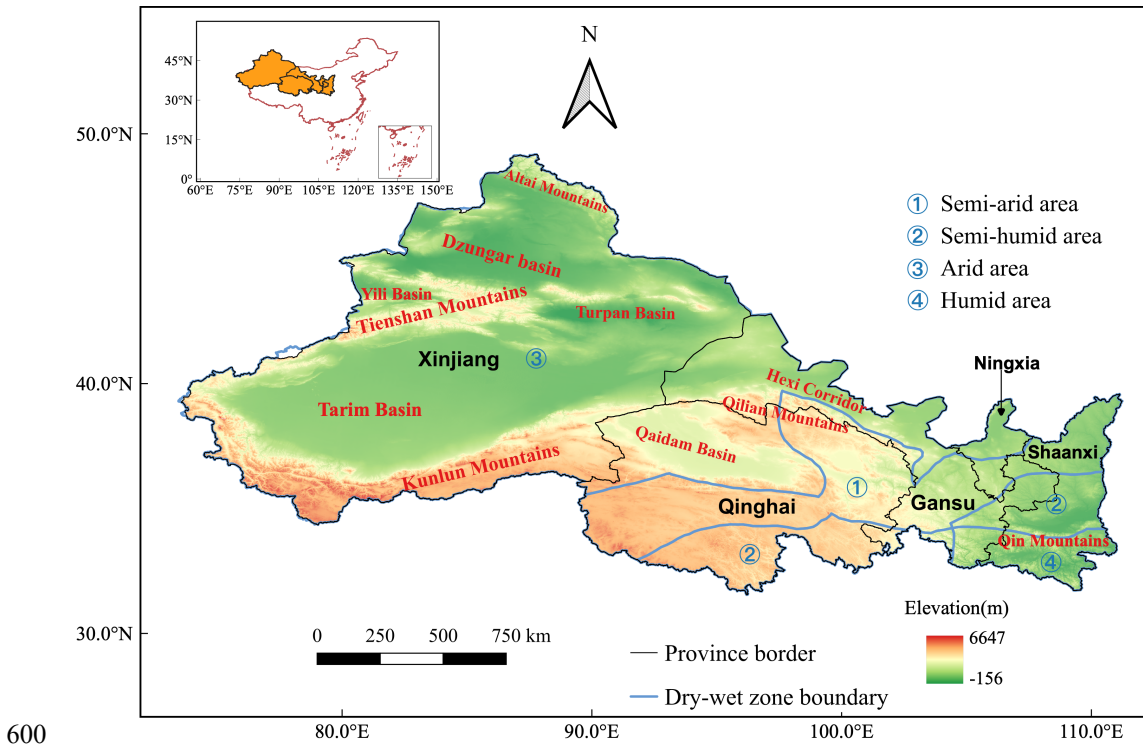 45°N
30°N
15°N
0°
60°E 75°E 90°E 105°E 120°E 135°E 150°E
N
50.0°N
40.0°N
30.0°N
Altai Mountains
Dzungar basin
Yili Basin
Tienshan Mountains
Turpan Basin
Xinjiang
③
Tarim Basin
Kunlun Mountains
Hexi Corridor
Qilian Mountains
Qaidam Basin
①
Qinghai
②
Gansu
Ningxia
Shaanxi
②
Qin Mountains
④
① Semi-arid area
② Semi-humid area
③ Arid area
④ Humid area
0 250 500 750 km
Province border
Dry-wet zone boundary
Elevation(m)
6647
-156
80.0°E 90.0°E 100.0°E 110.0°E
600